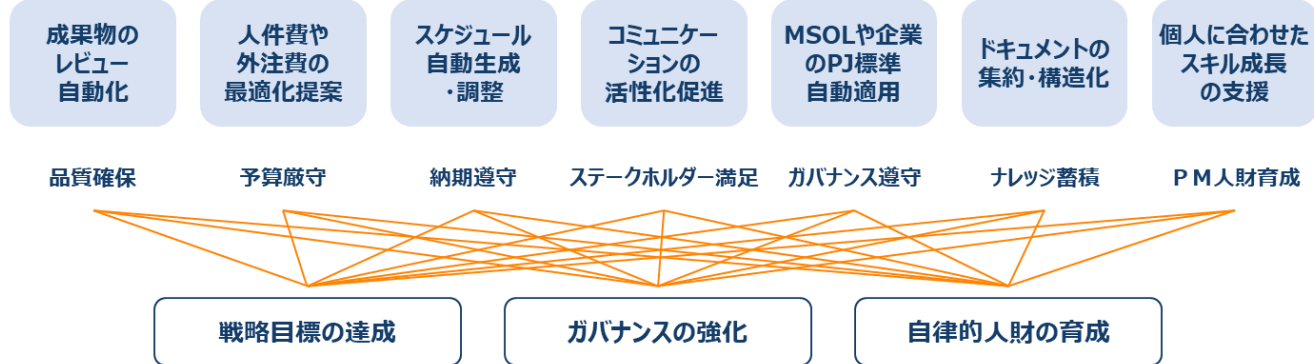 成果物の
レビュー
自動化
人件費や
外注費の
最適化提案
スケジュール
自動生成
・調整
コミュニケー
ションの
活性化促進
MSOLや企業
のPJ標準
自動適用
ドキュメントの
集約・構造化
個人に合わせた
スキル成長
の支援
品質確保
予算厳守
納期遵守
ステークホルダー満足
ガバナンス遵守
ナレッジ蓄積
ＰＭ人財育成
戦略目標の達成
ガバナンスの強化
自律的人財の育成